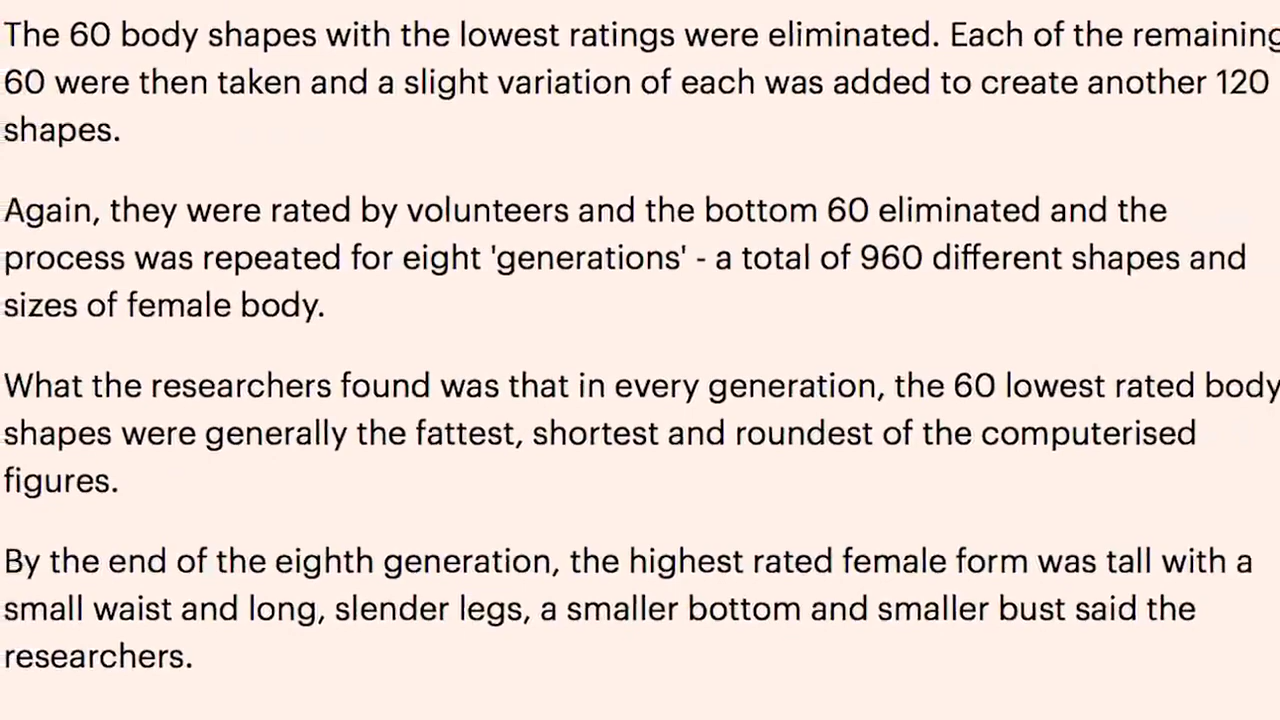 The 60 body shapes with the lowest ratings were eliminated. Each of the remaining
60 were then taken and a slight variation of each was added to create another 120
shapes.
Again, they were rated by volunteers and the bottom 60 eliminated and the
process was repeated for eight 'generations' - a total of 960 different shapes and
sizes of female body.
What the researchers found was that in every generation, the 60 lowest rated body
shapes were generally the fattest, shortest and roundest of the computerised
figures.
By the end of the eighth generation, the highest rated female form was tall with a
small waist and long, slender legs, a smaller bottom and smaller bust said the
researchers.